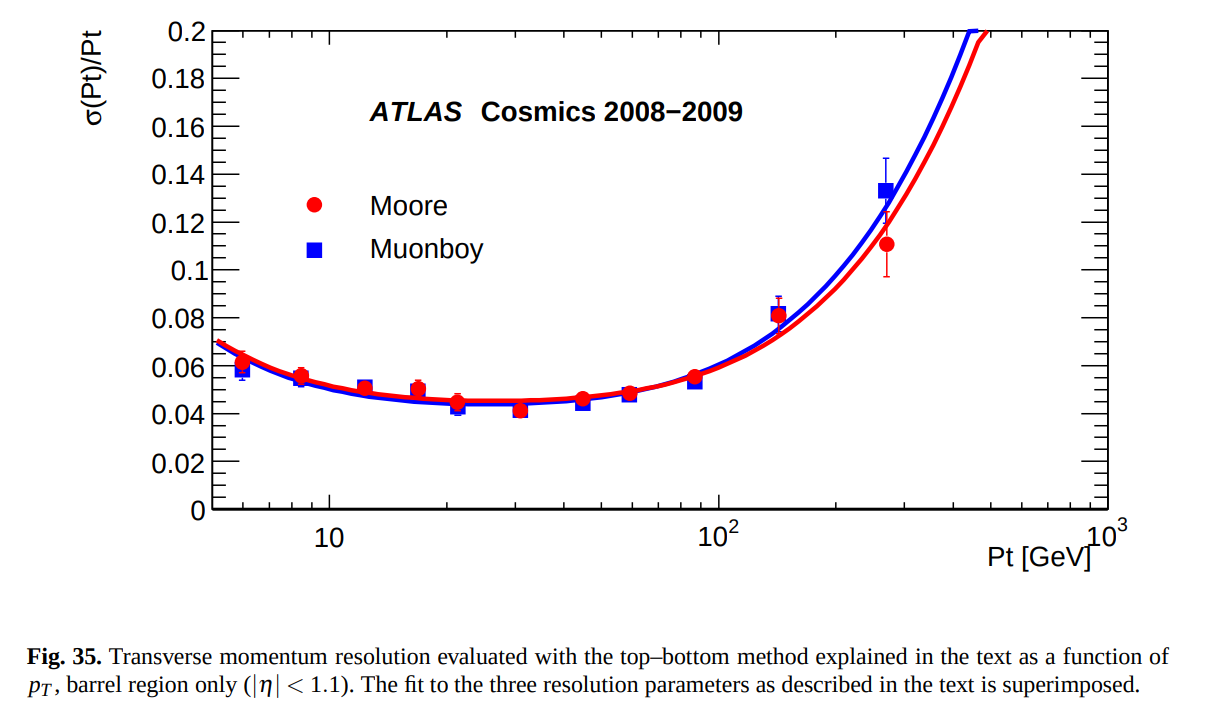 σ(Pt)/Pt
0.2
0.18
0.16
0.14
0.12
0.1
0.08
0.06
0.04
0.02
0
ATLAS Cosmics 2008−2009
Moore
Muonboy
10
10²
10³
Pt [GeV]
Fig. 35. Transverse momentum resolution evaluated with the top–bottom method explained in the text as a function of
p_T, barrel region only (|η| < 1.1). The fit to the three resolution parameters as described in the text is superimposed.